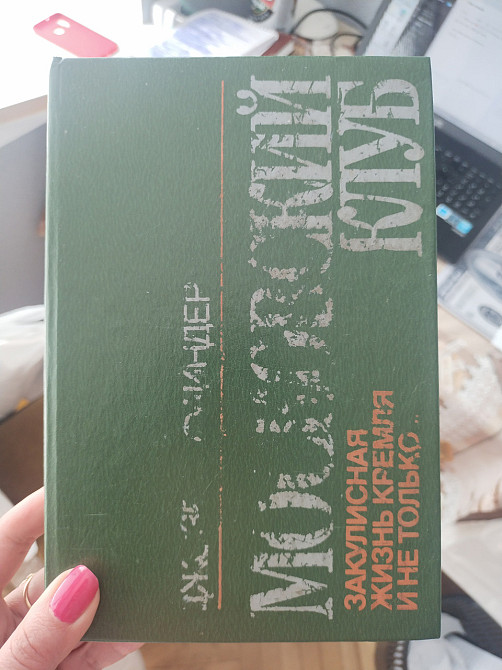 МОСКОВСКИЙ
КЛУБ
ЗАКУЛИСНАЯ
ЖИЗНЬ КРЕМЛЯ
И НЕ ТОЛЬКО...